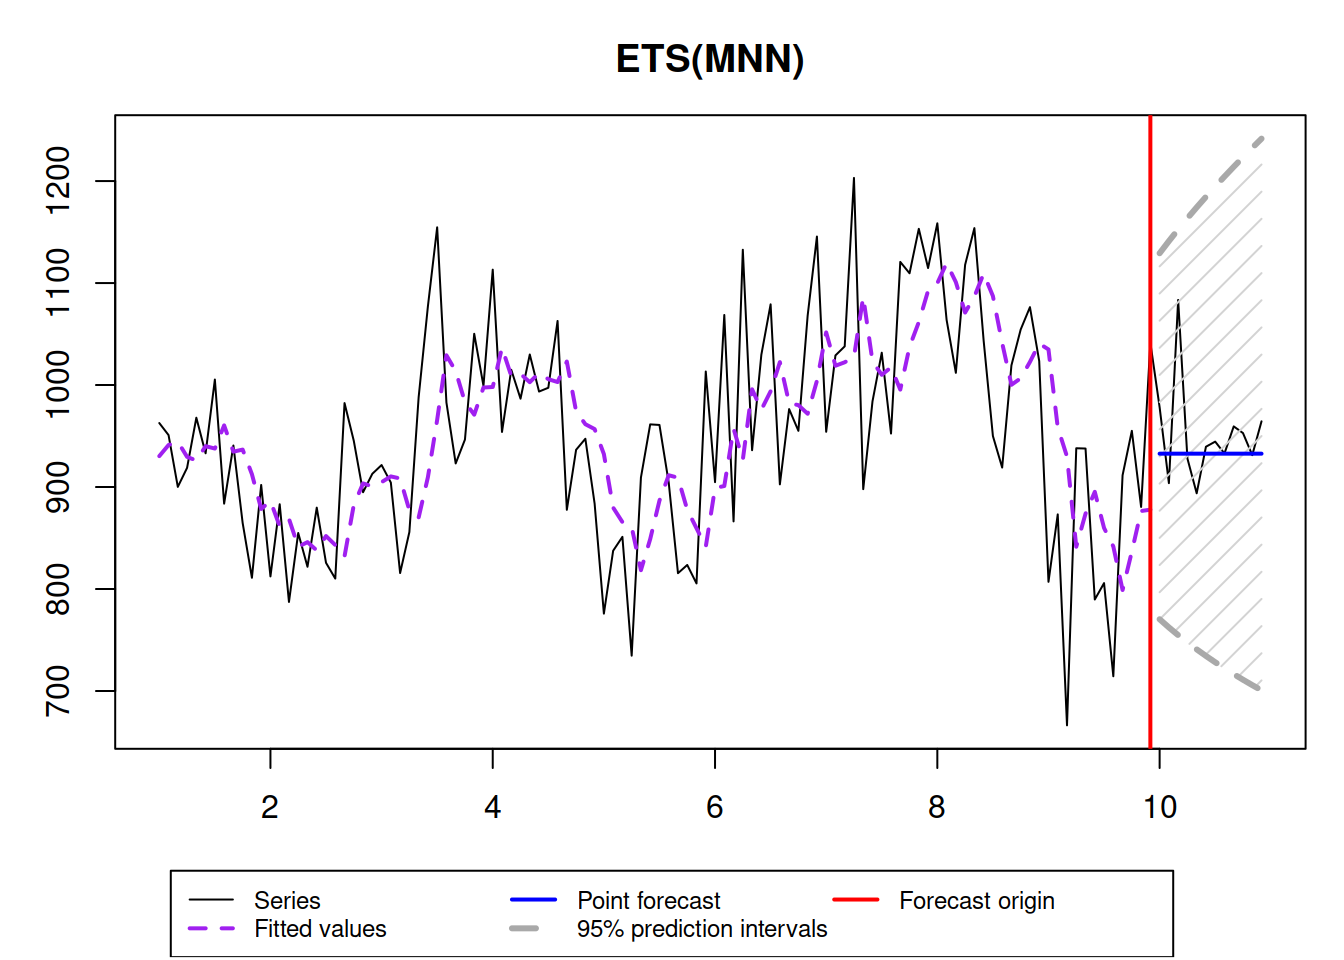 ETS(MNN)
1200
1100
1000
900
800
700
2 4 6 8 10
Series Point forecast Forecast origin
Fitted values 95% prediction intervals